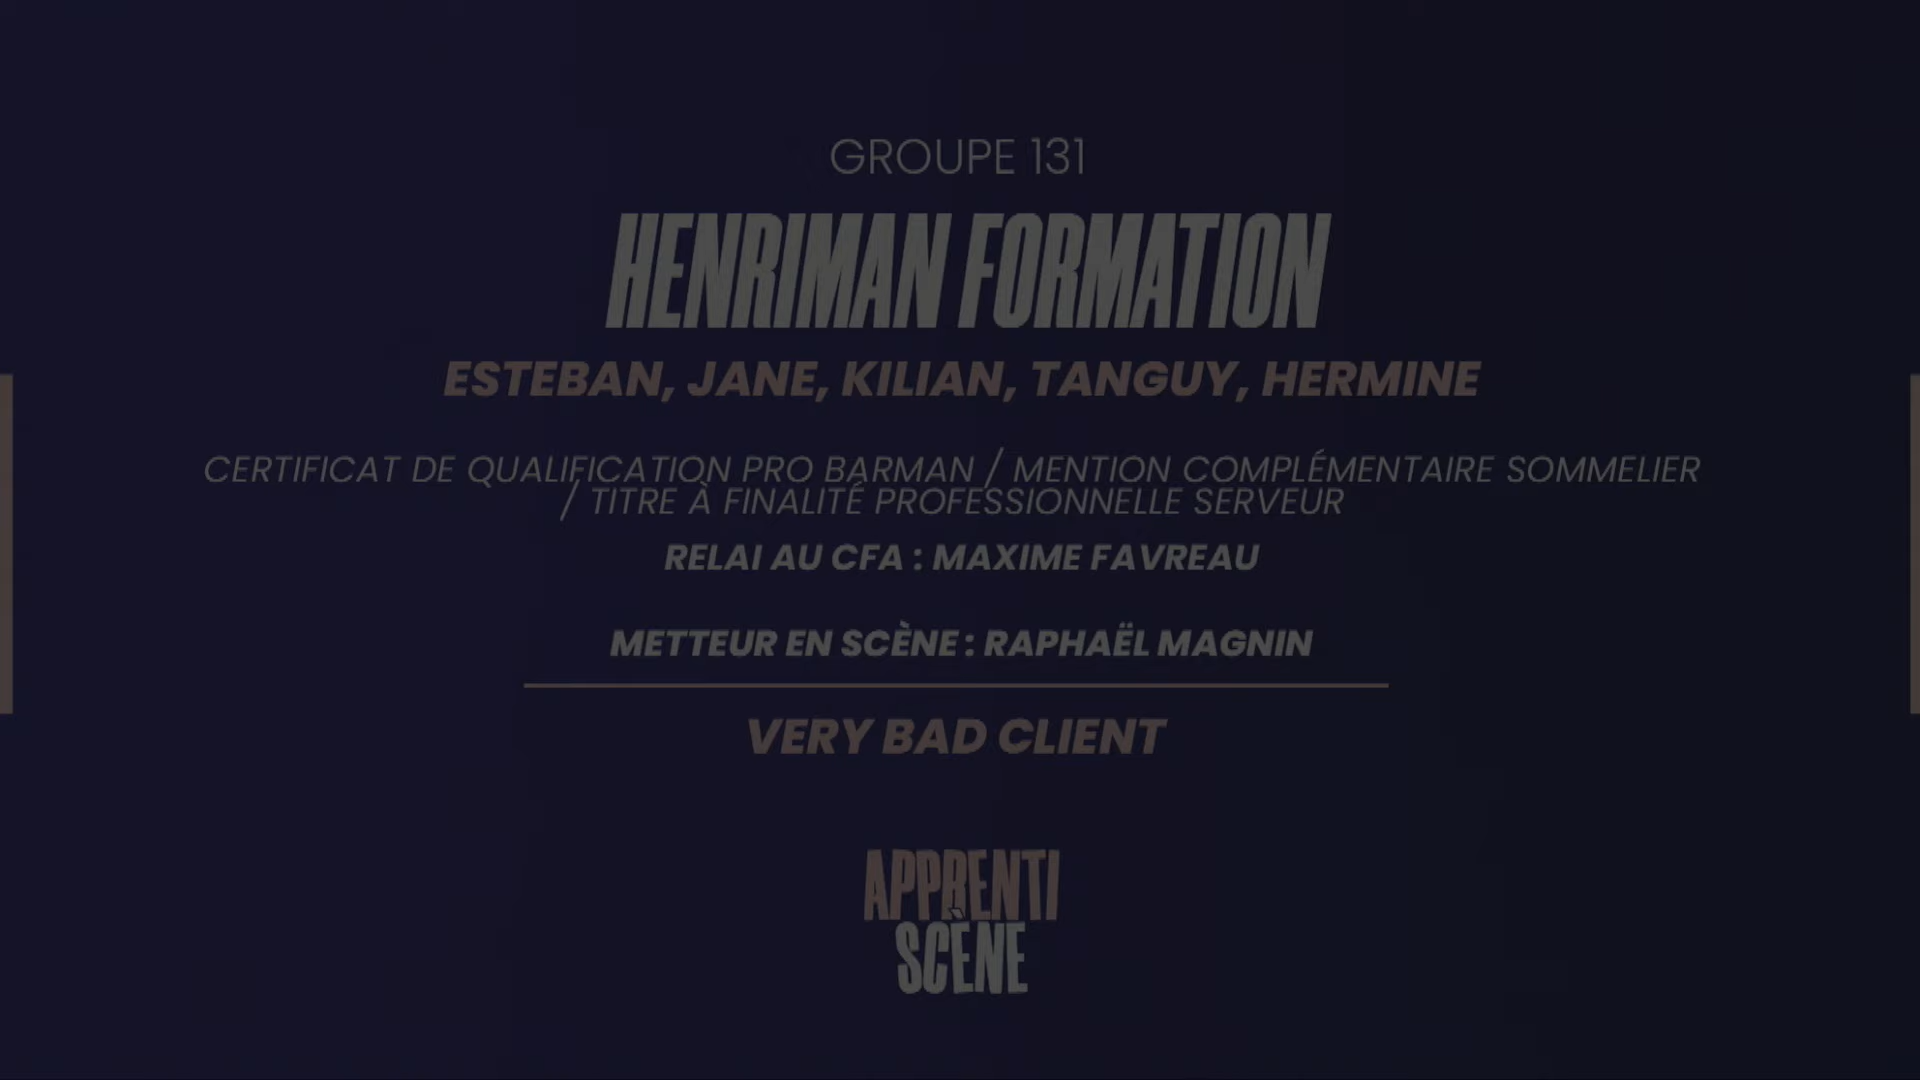 GROUPE 131
HENRIMAN FORMATION
ESTEBAN, JANE, KILIAN, TANGUY, HERMINE
CERTIFICAT DE QUALIFICATION PRO BARMAN / MENTION COMPLÉMENTAIRE SOMMELIER
/ TITRE À FINALITÉ PROFESSIONNELLE SERVEUR
RELAI AU CFA : MAXIME FAVREAU
METTEUR EN SCÈNE : RAPHAËL MAGNIN
VERY BAD CLIENT
APPRENTI
SCÈNE